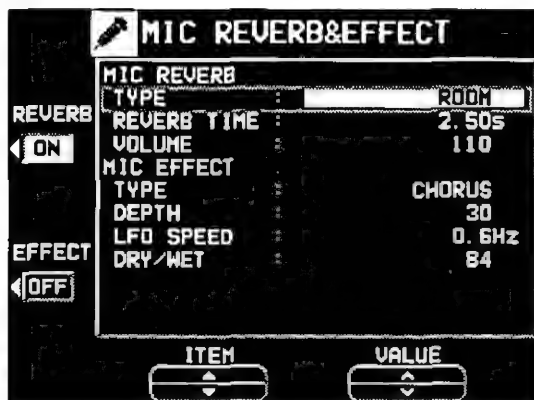 MIC REVERB&EFFECT
MIC REVERB
TYPE : ROOM
REVERB TIME : 2.50s
VOLUME : 110
MIC EFFECT
TYPE : CHORUS
DEPTH : 30
LFO SPEED : 0.6Hz
DRY/WET : 84
REVERB
ON
EFFECT
OFF
ITEM
VALUE